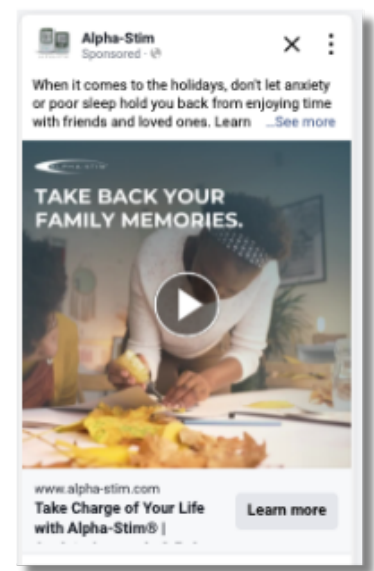 Alpha-Stim
Sponsored ·
When it comes to the holidays, don't let anxiety
or poor sleep hold you back from enjoying time
with friends and loved ones. Learn ...See more
ALPHA-STIM
TAKE BACK YOUR
FAMILY MEMORIES.
www.alpha-stim.com
Take Charge of Your Life
with Alpha-Stim® |
Learn more